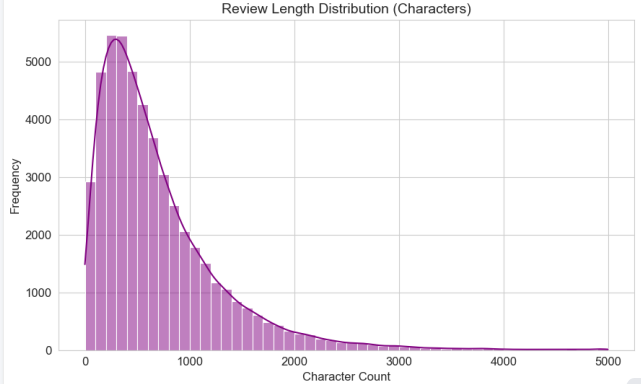 Review Length Distribution (Characters)
Frequency
5000
4000
3000
2000
1000
0
0 1000 2000 3000 4000 5000
Character Count